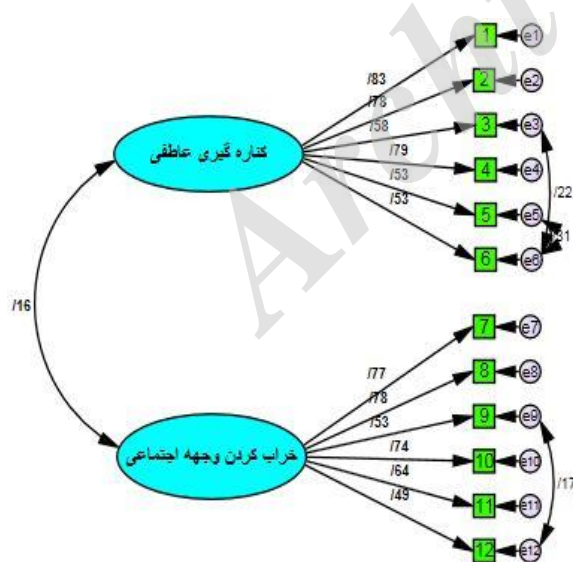 1 e1
/83
2 e2
/78
3 e3
/58
کناره گیری عاطفی
/79
4 e4
/53
5 e5
/22
/53
6 e6
/31
/16
7 e7
/77
8 e8
/78
9 e9
/53
خراب کردن وجهه اجتماعی
/74
10 e10
/64
11 e11
/17
/49
12 e12